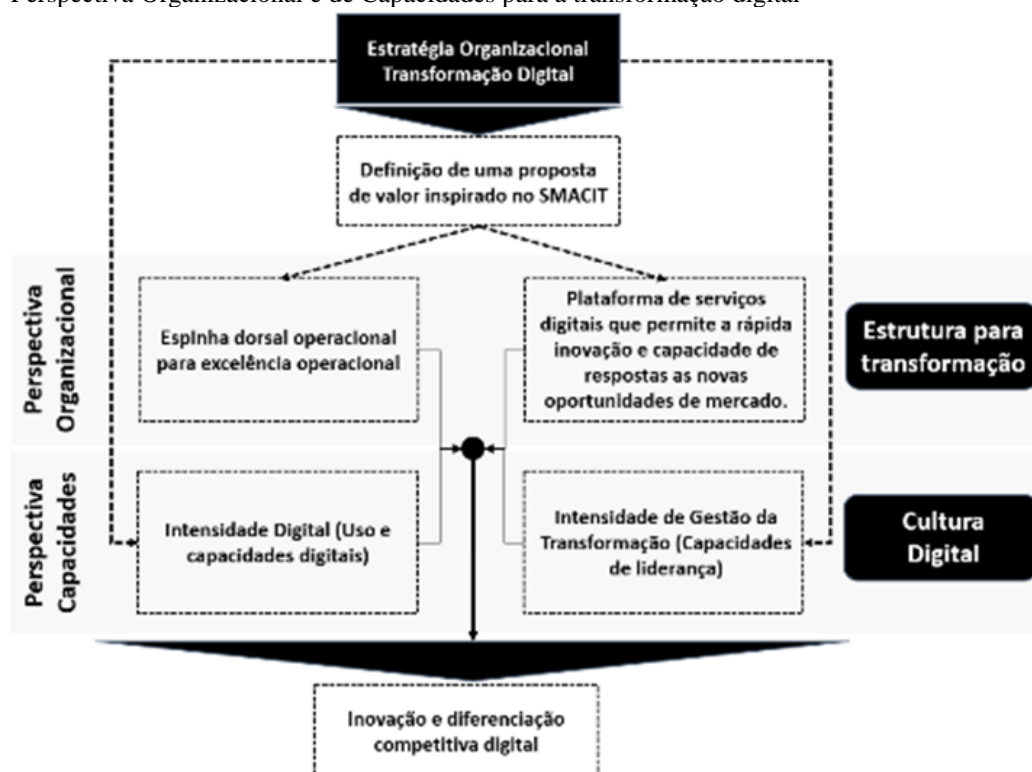 Perspectiva Organizacional e de Capacidades para a transformação digital
Estratégia Organizacional
Transformação Digital
Definição de uma proposta
de valor inspirado no SMACIT
Perspectiva
Organizacional
Espinha dorsal operacional
para excelência operacional
Plataforma de serviços
digitais que permite a rápida
inovação e capacidade de
respostas as novas
oportunidades de mercado.
Estrutura para
transformação
Perspectiva
Capacidades
Intensidade Digital (Uso e
capacidades digitais)
Intensidade de Gestão da
Transformação (Capacidades
de liderança)
Cultura
Digital
Inovação e diferenciação
competitiva digital